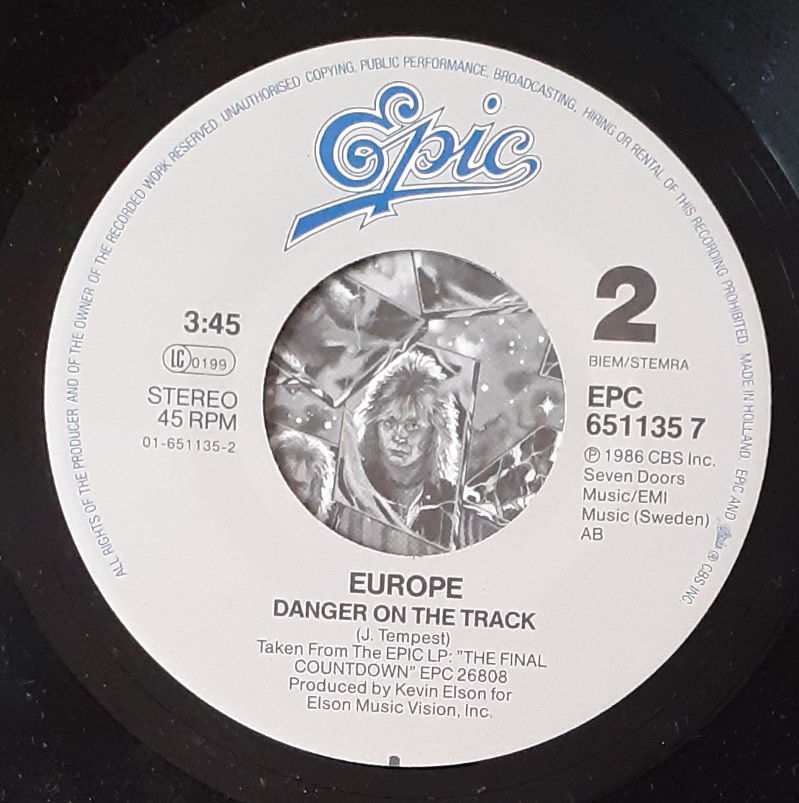 ALL RIGHTS OF THE PRODUCER AND OF THE OWNER OF THE RECORDED WORK RESERVED. UNAUTHORISED COPYING, PUBLIC PERFORMANCE, BROADCASTING, HIRING OR RENTAL OF THIS RECORDING PROHIBITED. MADE IN HOLLAND. EPIC AND Epic ® CBS INC.
Epic
3:45
LC 0199
STEREO
45 RPM
01-651135-2
2
BIEM/STEMRA
EPC
651135 7
℗ 1986 CBS Inc.
Seven Doors
Music/EMI
Music (Sweden)
AB
EUROPE
DANGER ON THE TRACK
(J. Tempest)
Taken From The EPIC LP: "THE FINAL
COUNTDOWN" EPC 26808
Produced by Kevin Elson for
Elson Music Vision, Inc.